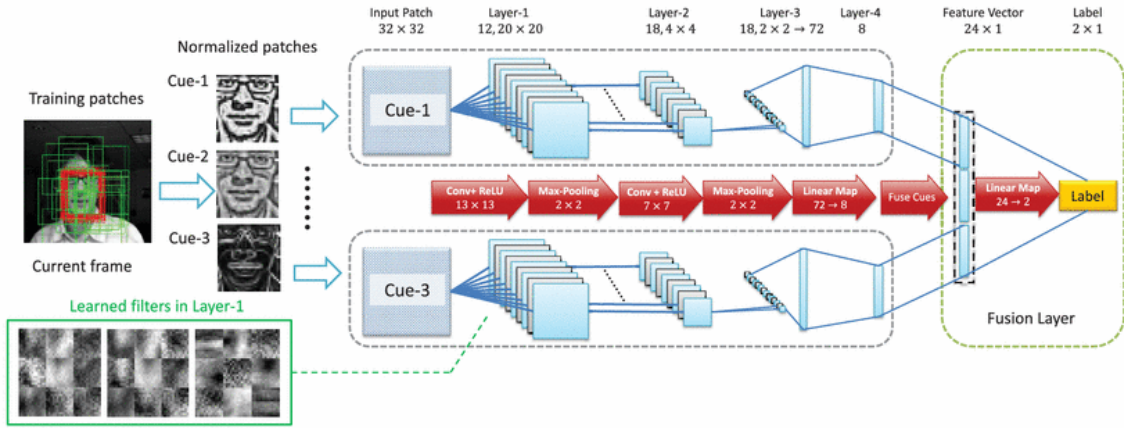 Input Patch
32 × 32
Layer-1
12, 20 × 20
Layer-2
18, 4 × 4
Layer-3
18, 2 × 2 → 72
Layer-4
8
Feature Vector
24 × 1
Label
2 × 1
Normalized patches
Cue-1
Training patches
Cue-2
Cue-3
Current frame
Cue-1
Conv+ ReLU
13 × 13
Max-Pooling
2 × 2
Conv + ReLU
7 × 7
Max-Pooling
2 × 2
Linear Map
72 → 8
Fuse Cues
Linear Map
24 → 2
Label
Cue-3
Fusion Layer
Learned filters in Layer-1